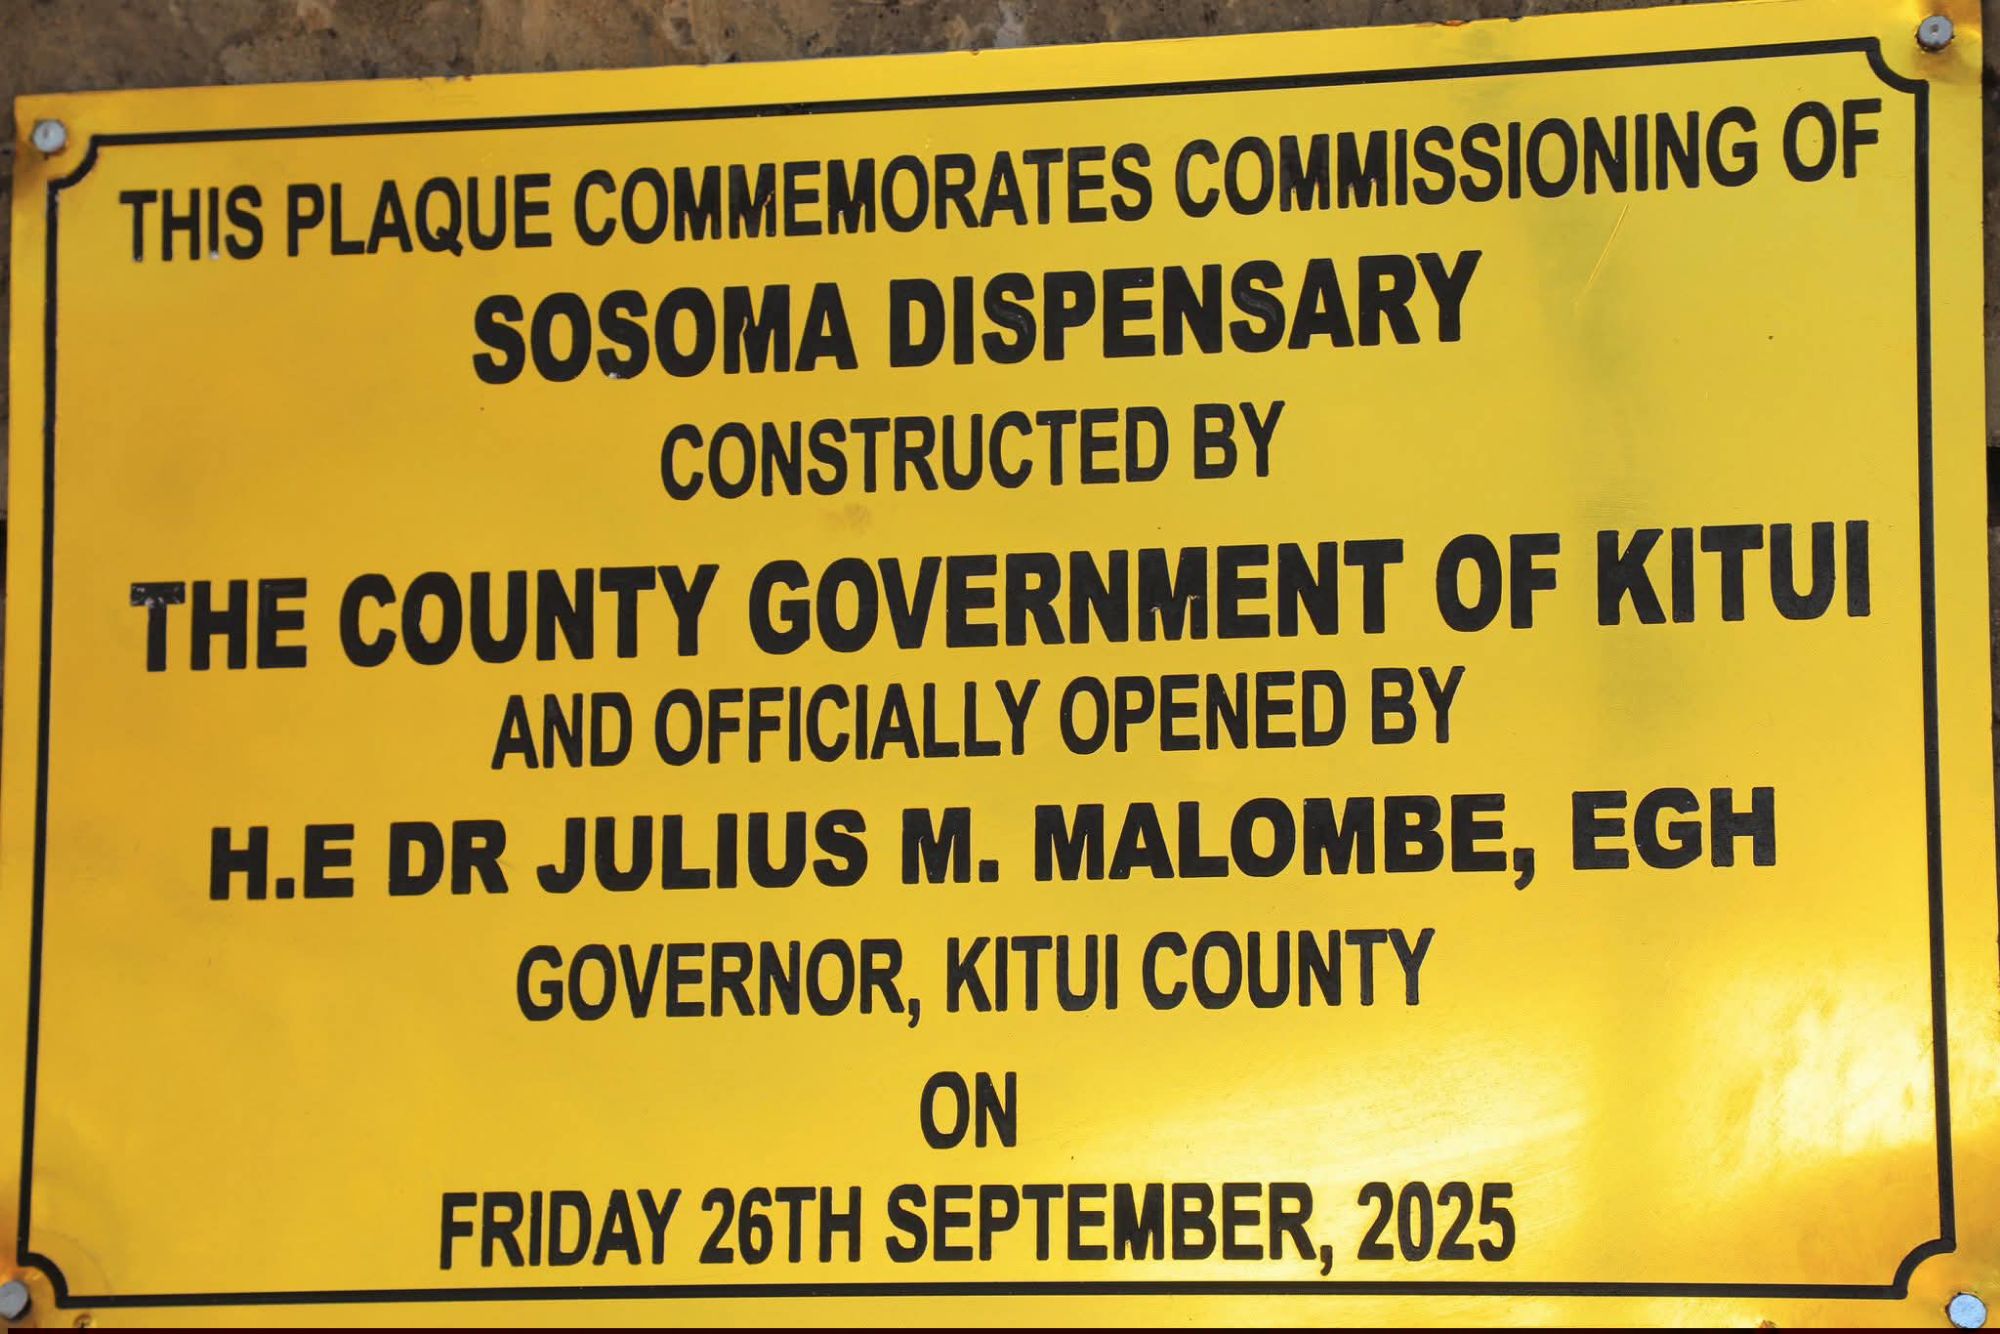 THIS PLAQUE COMMEMORATES COMMISSIONING OF
SOSOMA DISPENSARY
CONSTRUCTED BY
THE COUNTY GOVERNMENT OF KITUI
AND OFFICIALLY OPENED BY
H.E DR JULIUS M. MALOMBE, EGH
GOVERNOR, KITUI COUNTY
ON
FRIDAY 26TH SEPTEMBER, 2025